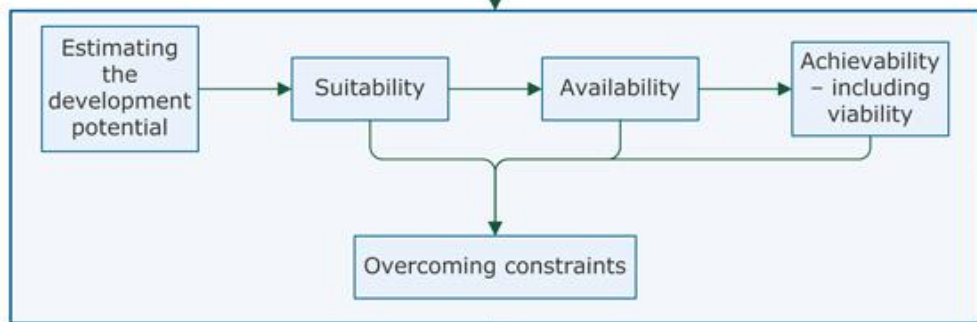 Estimating
the
development
potential
Suitability
Availability
Achievability
– including
viability
Overcoming constraints